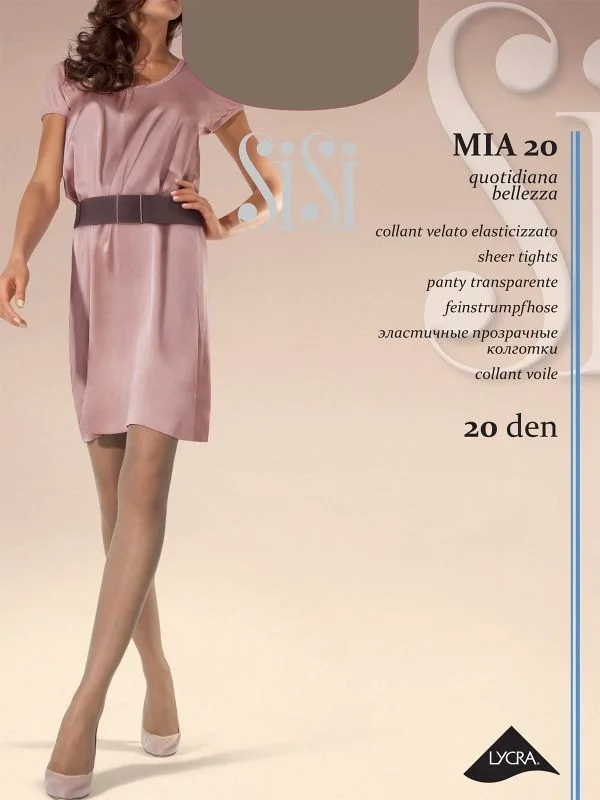 SiSi
Si
MIA 20
quotidiana
bellezza
collant velato elasticizzato
sheer tights
panty transparente
feinstrumpfhose
эластичные прозрачные
колготки
collant voile
20 den
LYCRA®